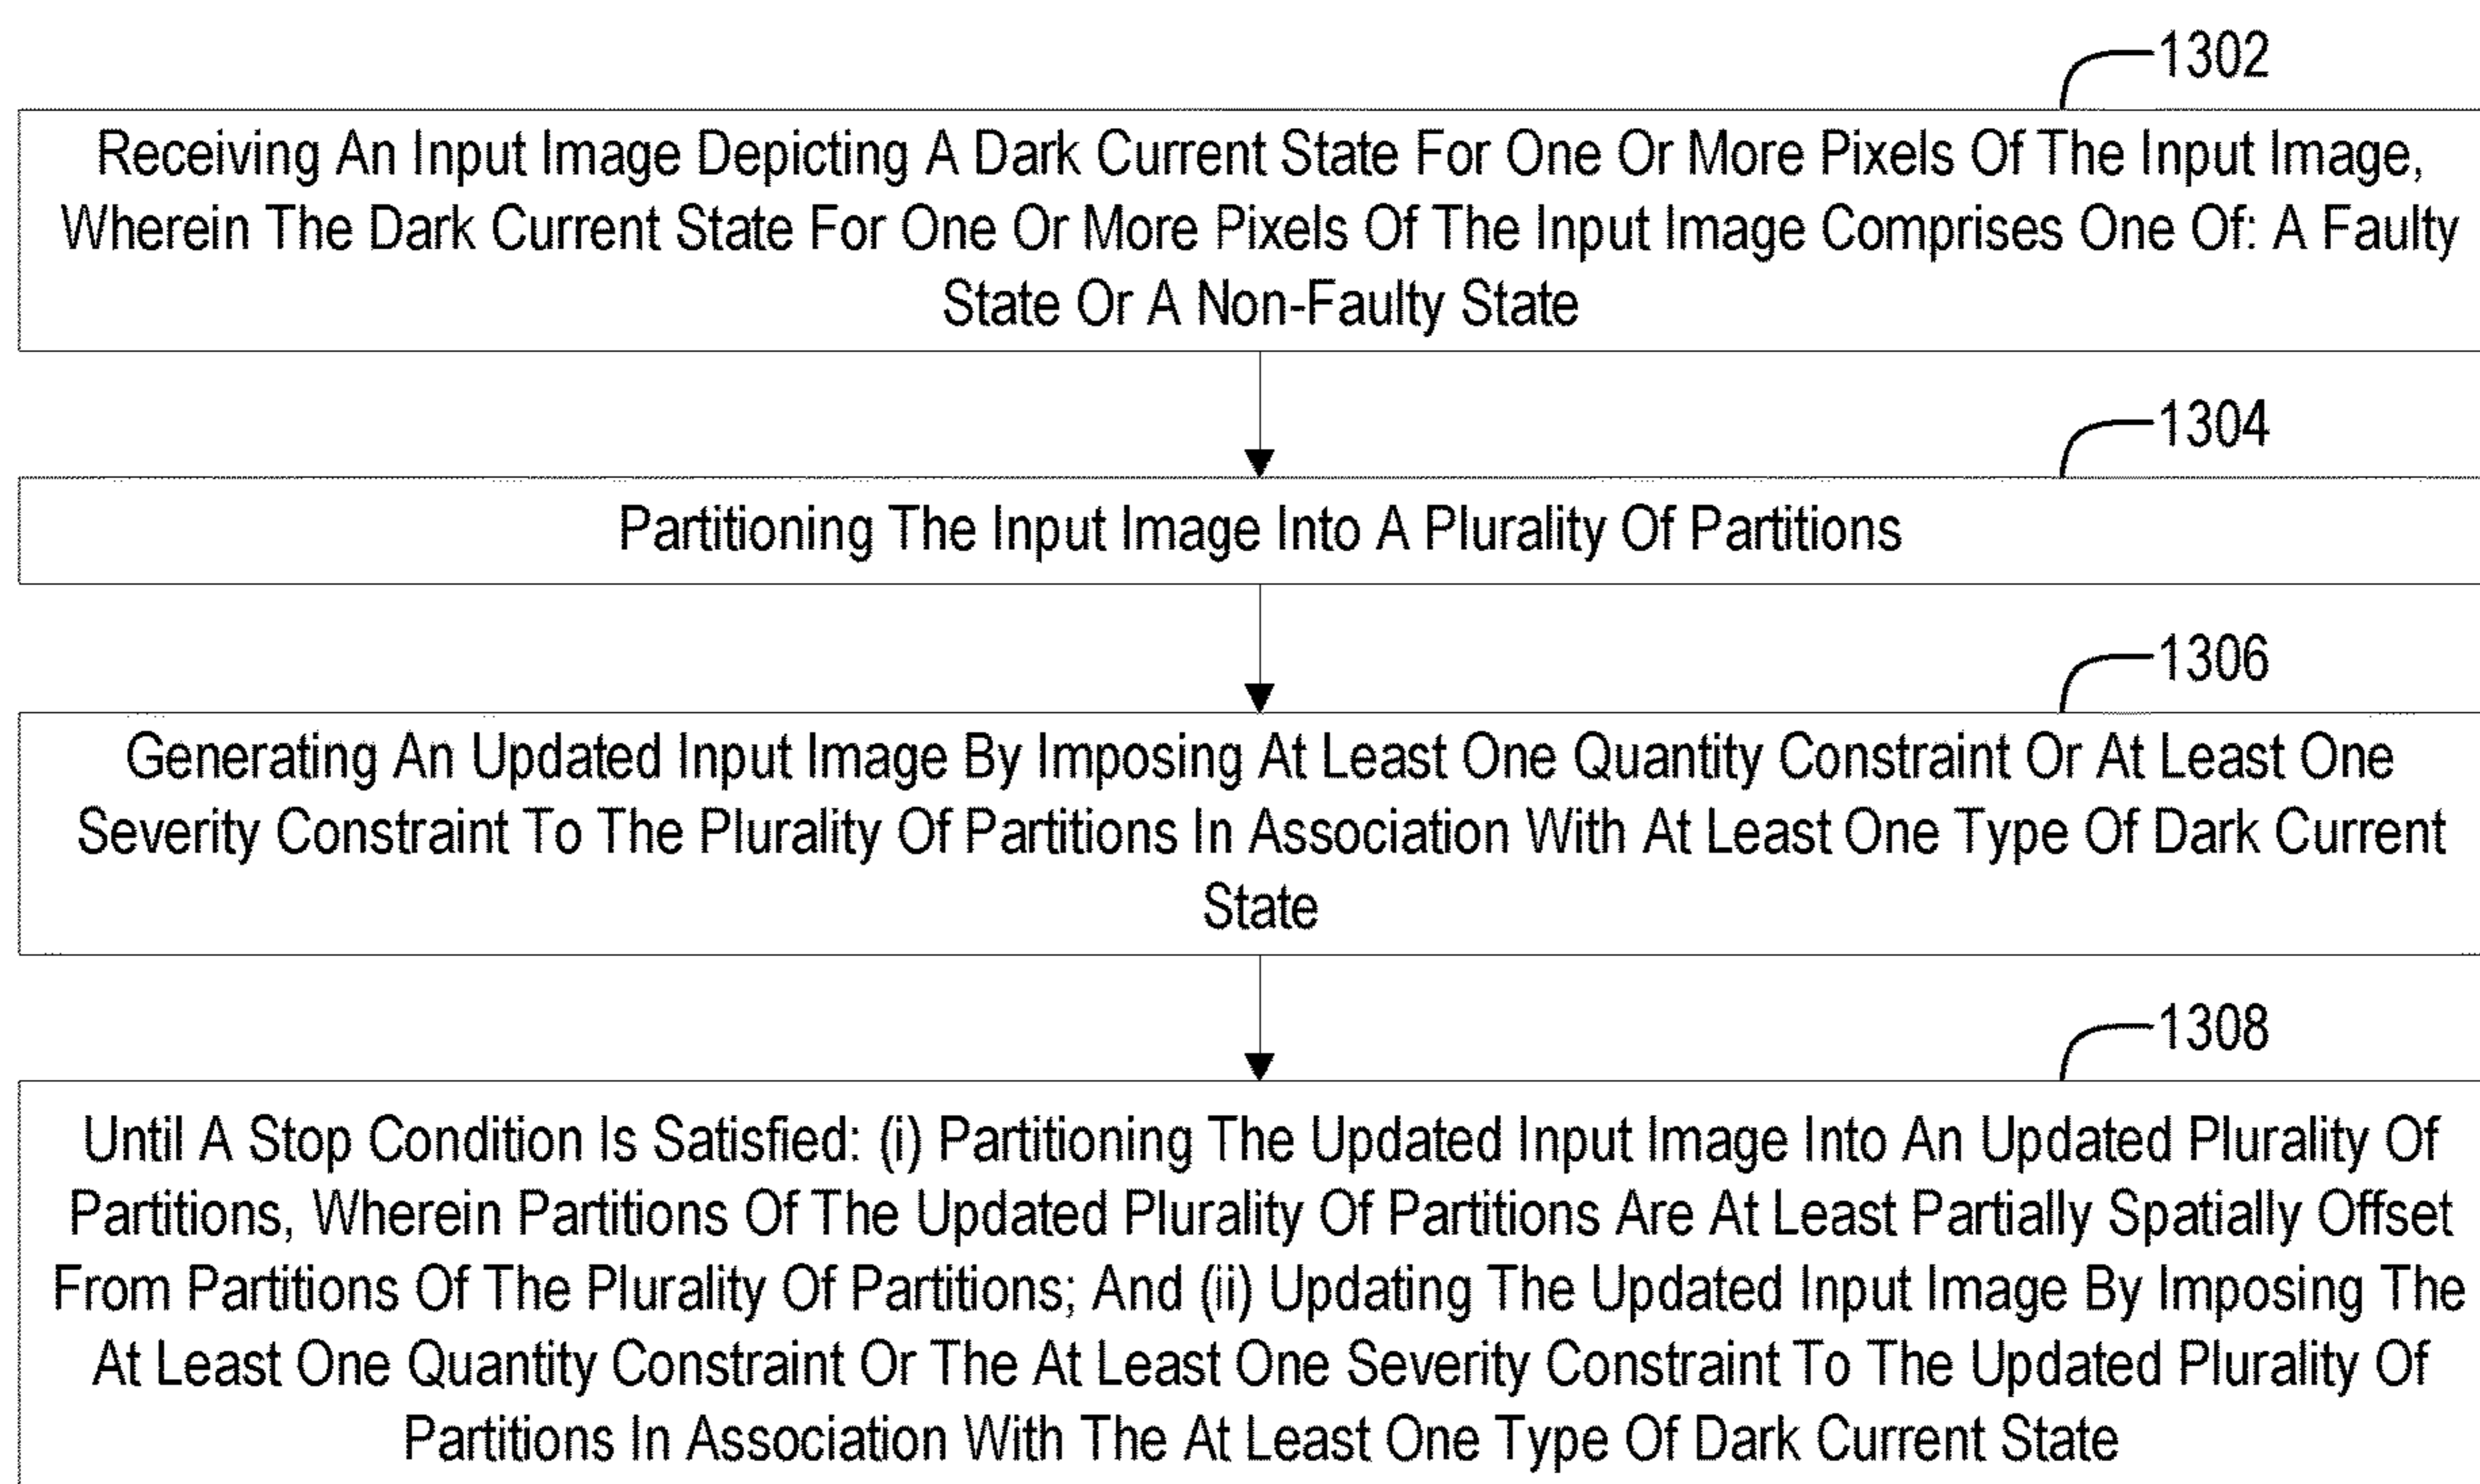 1302
Receiving An Input Image Depicting A Dark Current State For One Or More Pixels Of The Input Image,
Wherein The Dark Current State For One Or More Pixels Of The Input Image Comprises One Of: A Faulty
State Or A Non-Faulty State
1304
Partitioning The Input Image Into A Plurality Of Partitions
1306
Generating An Updated Input Image By Imposing At Least One Quantity Constraint Or At Least One
Severity Constraint To The Plurality Of Partitions In Association With At Least One Type Of Dark Current
State
1308
Until A Stop Condition Is Satisfied: (i) Partitioning The Updated Input Image Into An Updated Plurality Of
Partitions, Wherein Partitions Of The Updated Plurality Of Partitions Are At Least Partially Spatially Offset
From Partitions Of The Plurality Of Partitions; And (ii) Updating The Updated Input Image By Imposing The
At Least One Quantity Constraint Or The At Least One Severity Constraint To The Updated Plurality Of
Partitions In Association With The At Least One Type Of Dark Current State